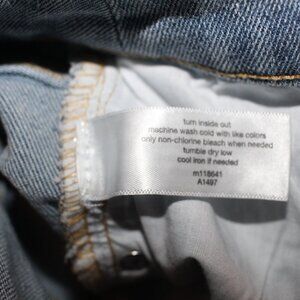 turn inside out
machine wash cold with like colors
only non-chlorine bleach when needed
tumble dry low
cool iron if needed
m118641
A1497